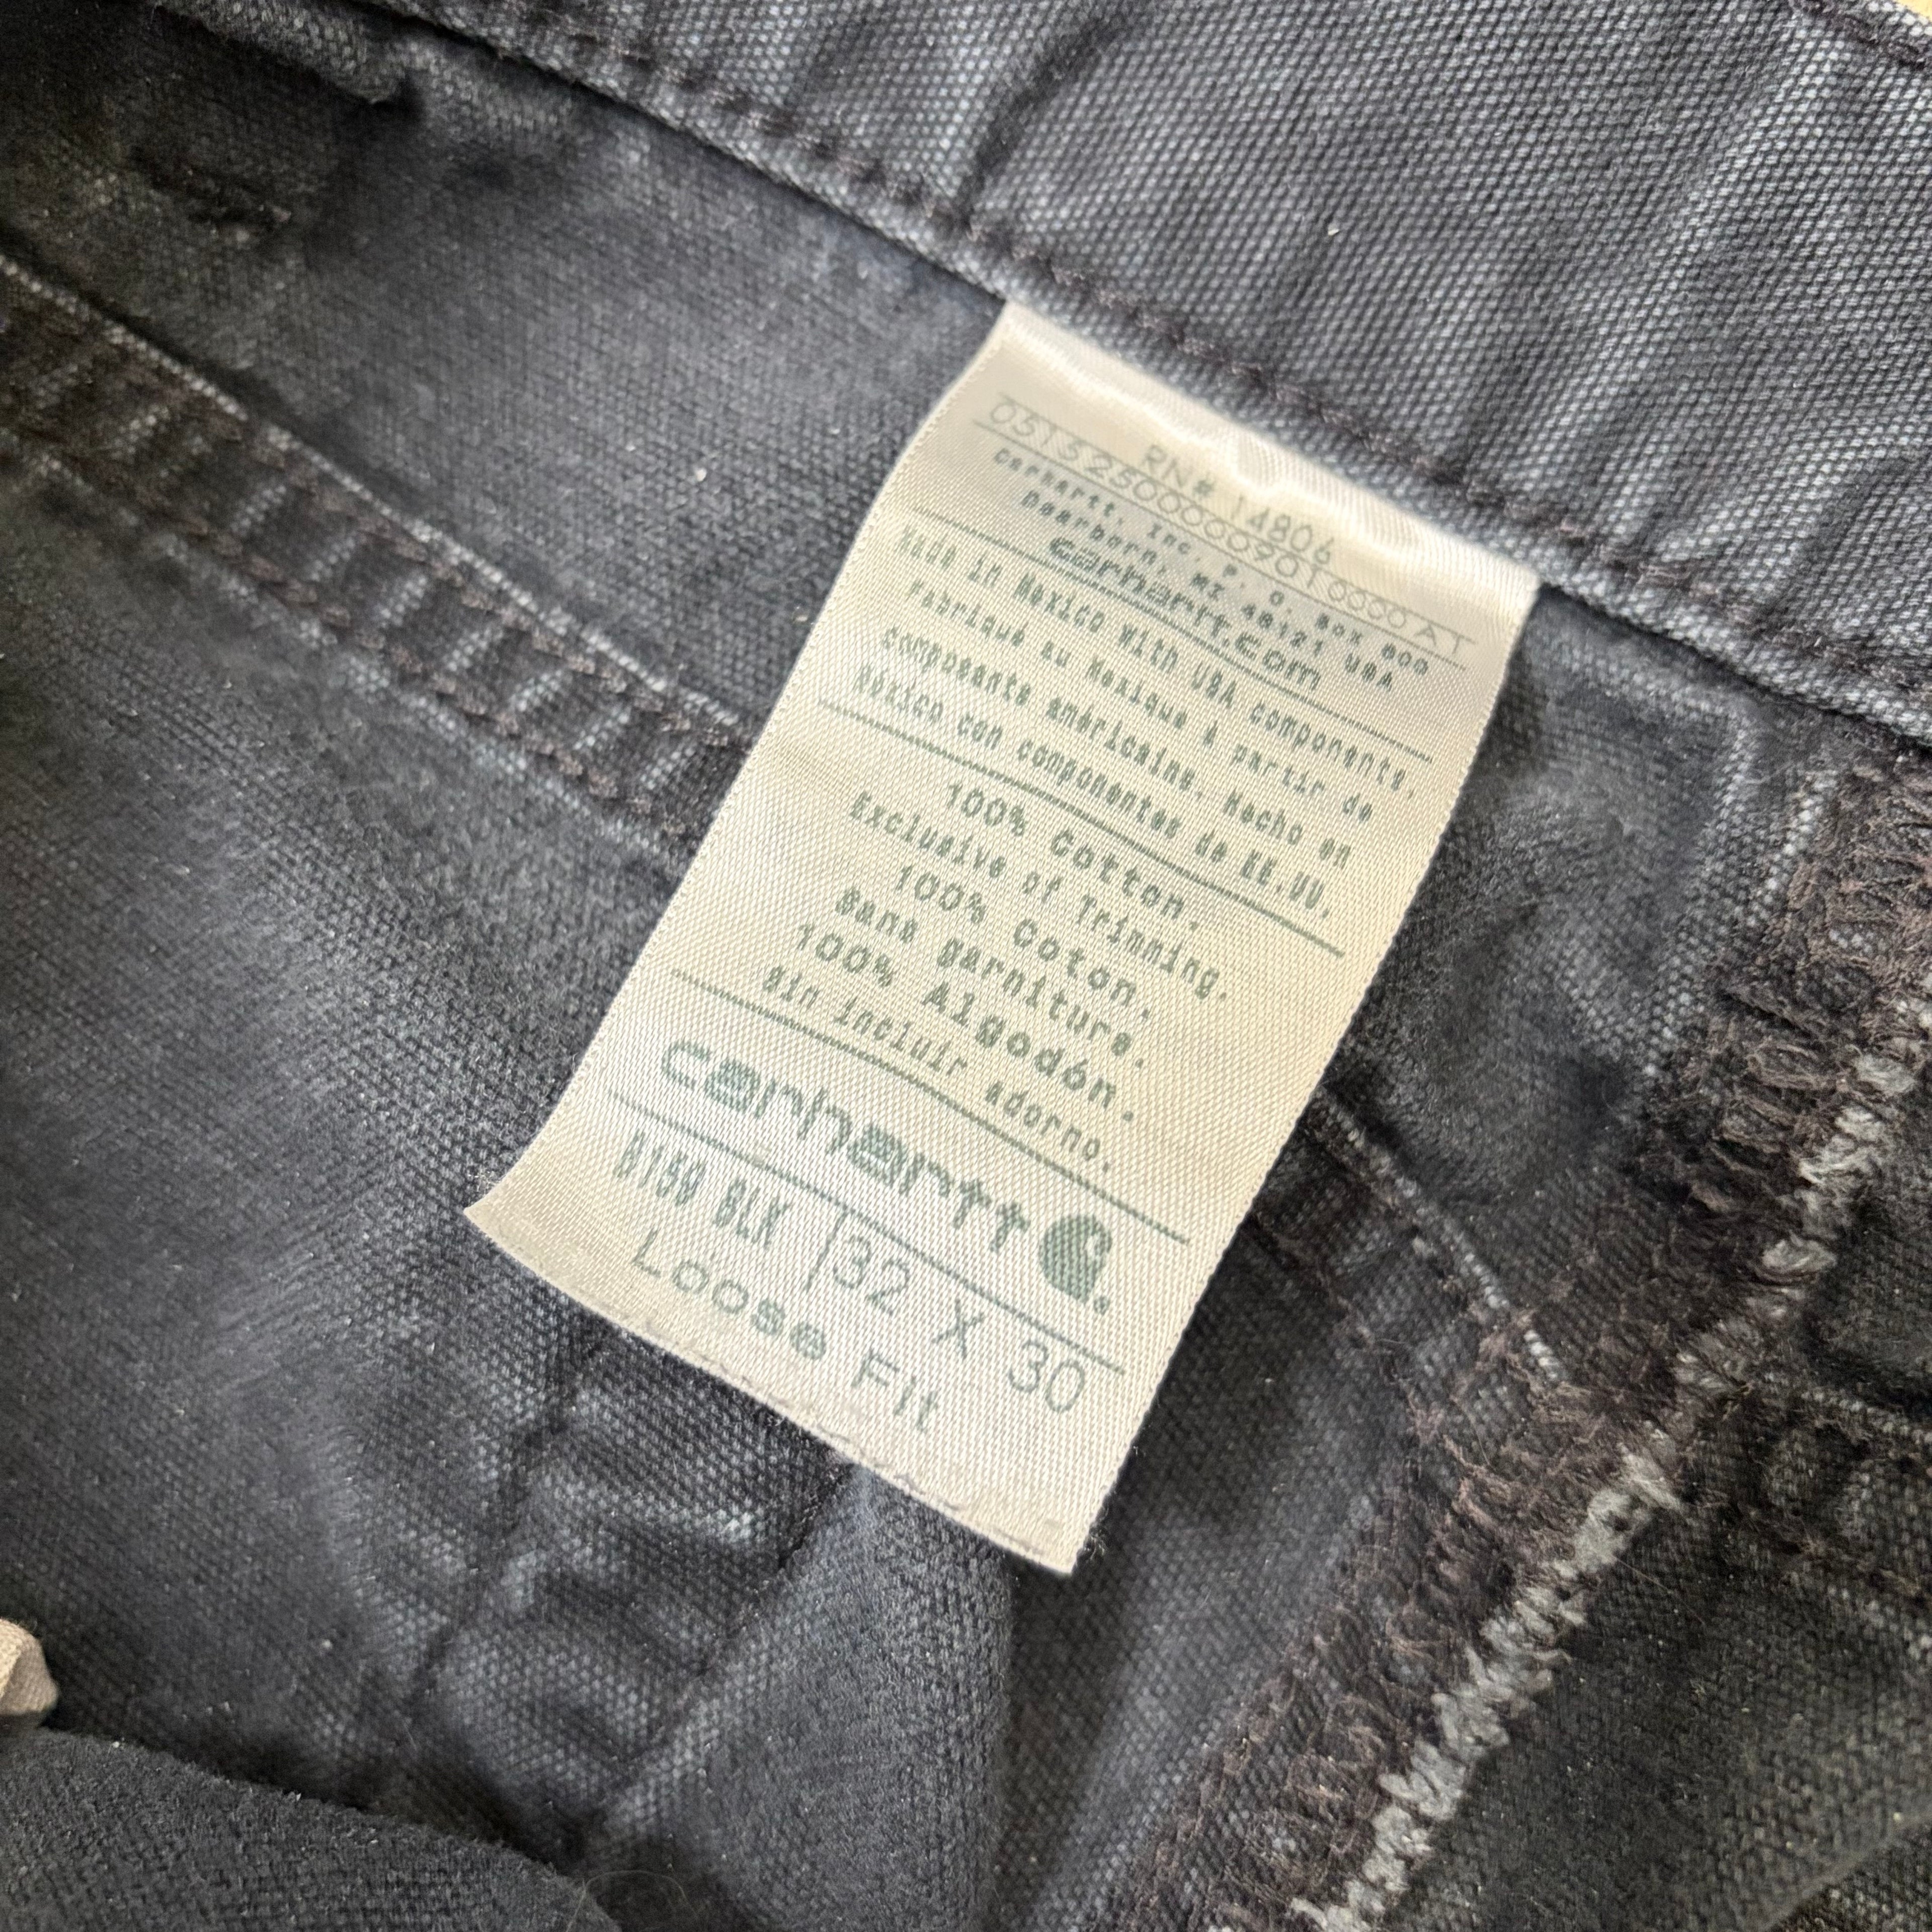 RN# 14806
Carhartt, Inc. P. O. Box 600
Dearborn, MI 48121 USA
carhartt.com
Made in Mexico With USA components.
Fabriqué au Mexique à partir de
composants américains. Hecho en
México con componentes de EE.UU.
100% Cotton.
Exclusive of Trimming.
100% Coton.
Sans garniture.
100% Algodón.
Sin incluir adorno.
carhartt
B159 BLK 32 X 30
Loose Fit